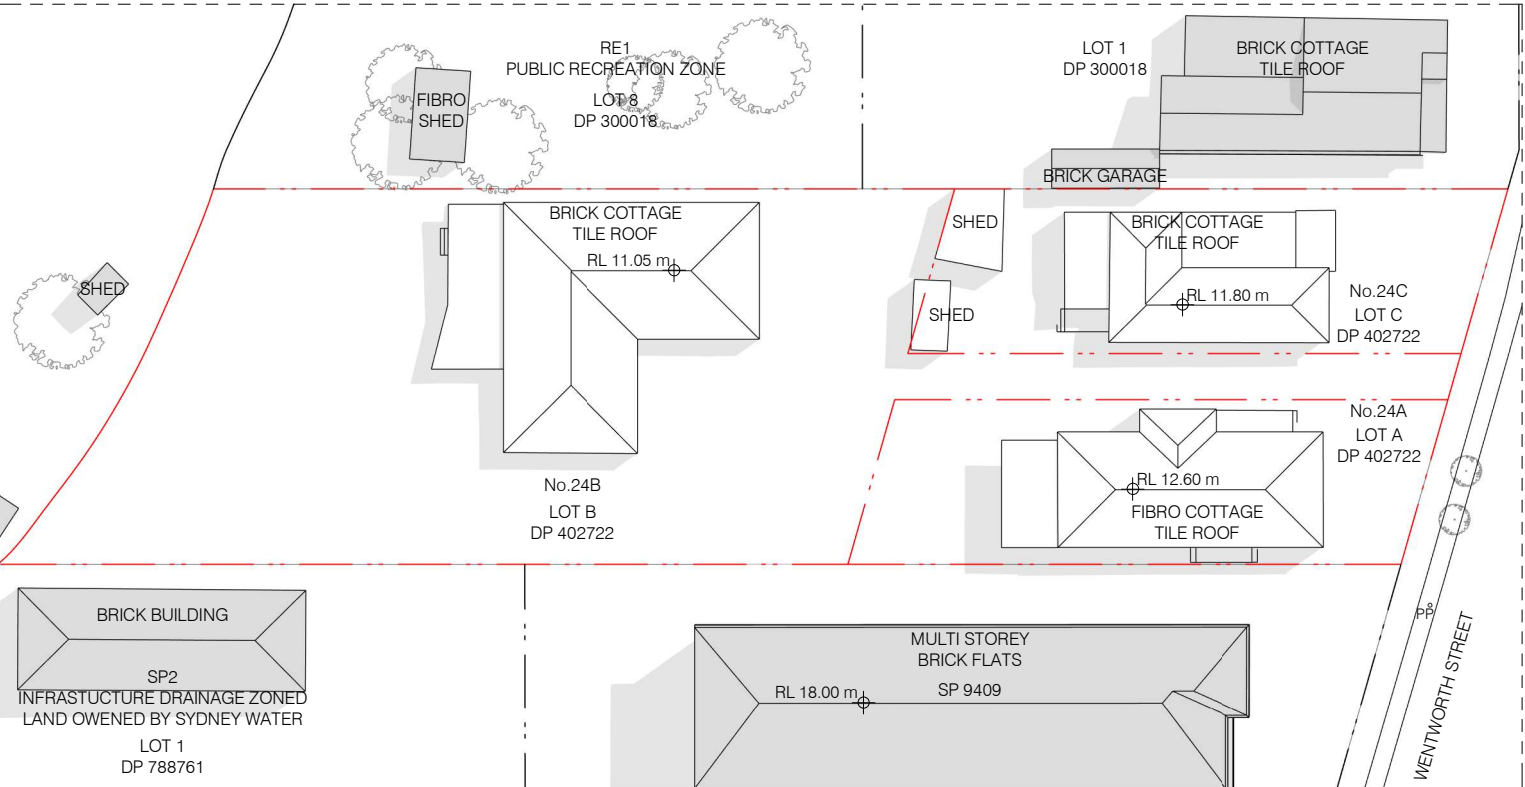 RE1
PUBLIC RECREATION ZONE
LOT 8
DP 300018
FIBRO
SHED
LOT 1
DP 300018
BRICK COTTAGE
TILE ROOF
BRICK GARAGE
BRICK COTTAGE
TILE ROOF
RL 11.05 m
SHED
SHED
BRICK COTTAGE
TILE ROOF
RL 11.80 m
No.24C
LOT C
DP 402722
SHED
No.24A
LOT A
DP 402722
RL 12.60 m
FIBRO COTTAGE
TILE ROOF
No.24B
LOT B
DP 402722
BRICK BUILDING
SP2
INFRASTUCTURE DRAINAGE ZONED
LAND OWENED BY SYDNEY WATER
LOT 1
DP 788761
MULTI STOREY
BRICK FLATS
SP 9409
RL 18.00 m
PP
WENTWORTH STREET